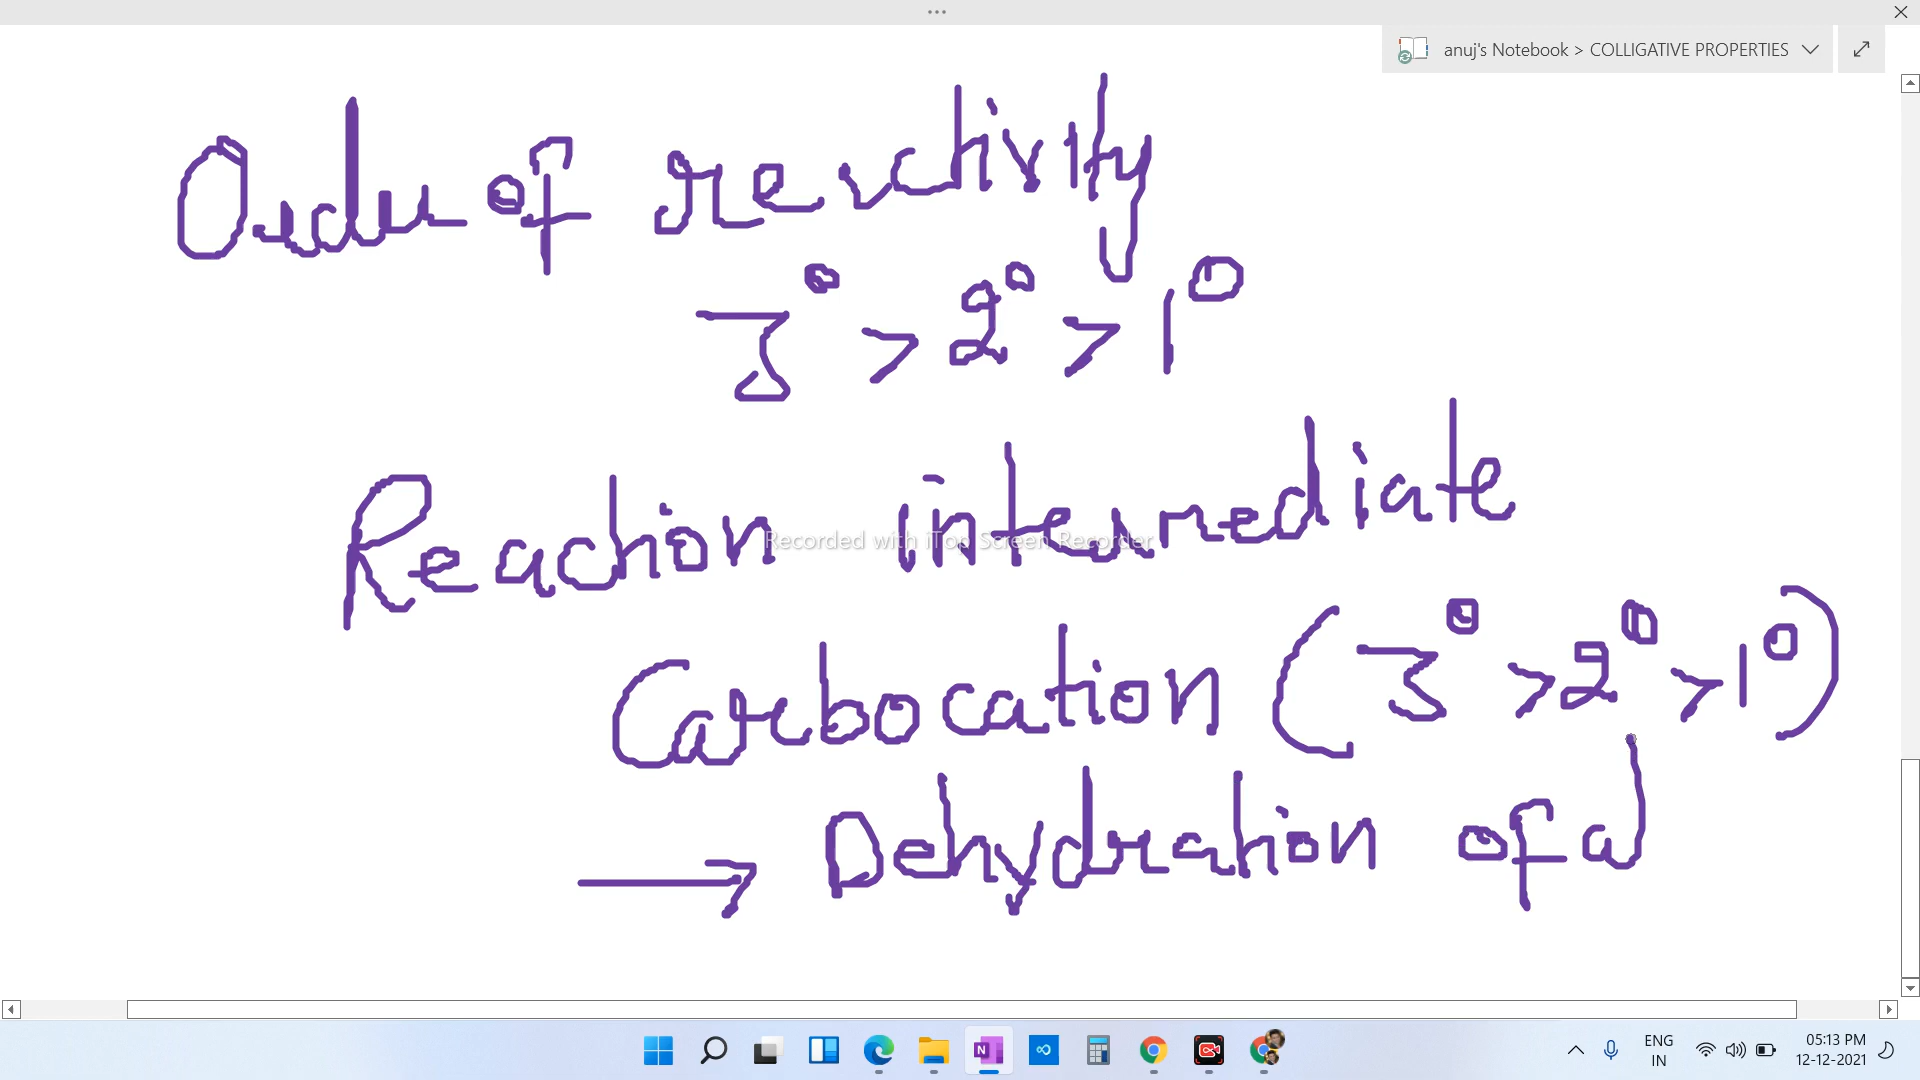 anuj's Notebook > COLLIGATIVE PROPERTIES
Order of reactivity
3° > 2° > 1°
Reaction intermediate
Recorded with iTop Screen Recorder
Carbocation (3° > 2° > 1°)
→ Dehydration of al
ENG
IN
05:13 PM
12-12-2021